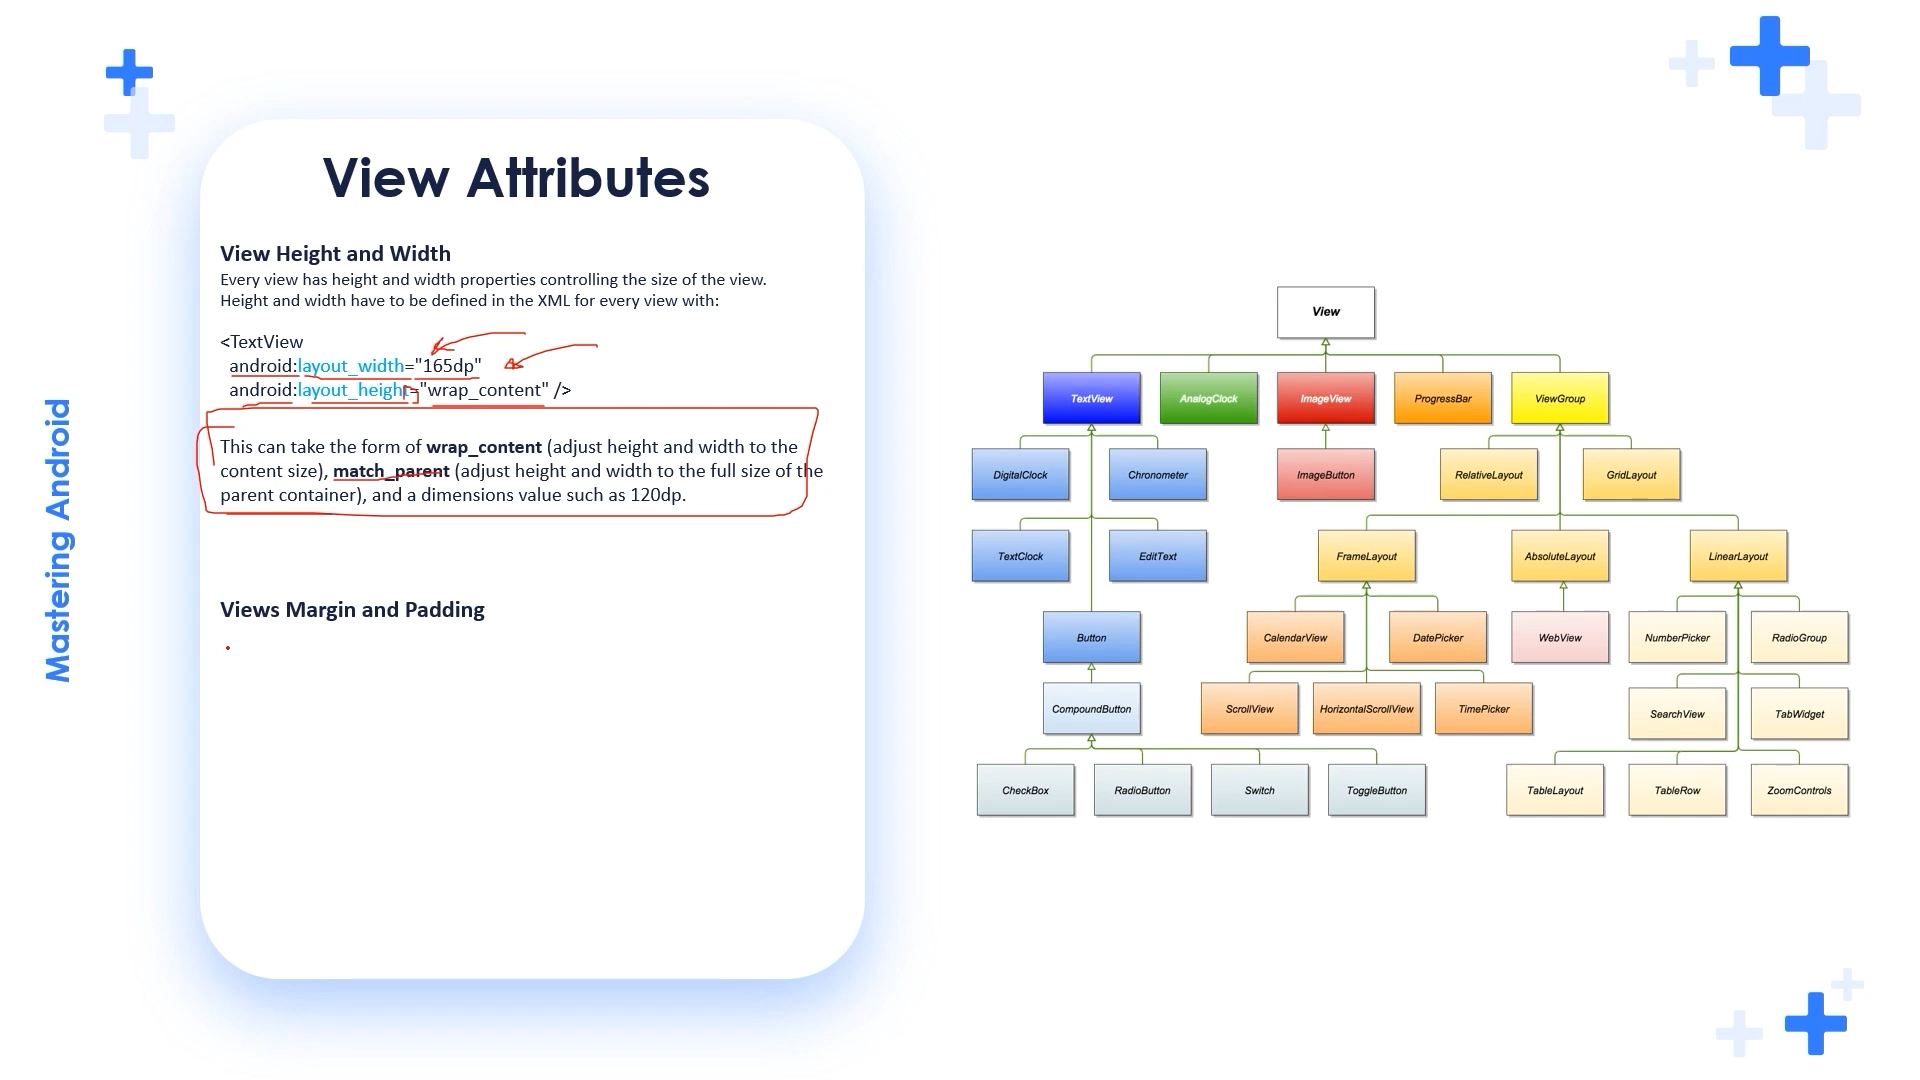 Mastering Android
View Attributes
View Height and Width
Every view has height and width properties controlling the size of the view.
Height and width have to be defined in the XML for every view with:
<TextView
android:layout_width="165dp"
android:layout_height="wrap_content" />
This can take the form of wrap_content (adjust height and width to the
content size), match_parent (adjust height and width to the full size of the
parent container), and a dimensions value such as 120dp.
Views Margin and Padding
View
TextView
AnalogClock
ImageView
ProgressBar
ViewGroup
DigitalClock
Chronometer
ImageButton
RelativeLayout
GridLayout
TextClock
EditText
FrameLayout
AbsoluteLayout
LinearLayout
Button
CalendarView
DatePicker
WebView
NumberPicker
RadioGroup
CompoundButton
ScrollView
HorizontalScrollView
TimePicker
SearchView
TabWidget
CheckBox
RadioButton
Switch
ToggleButton
TableLayout
TableRow
ZoomControls